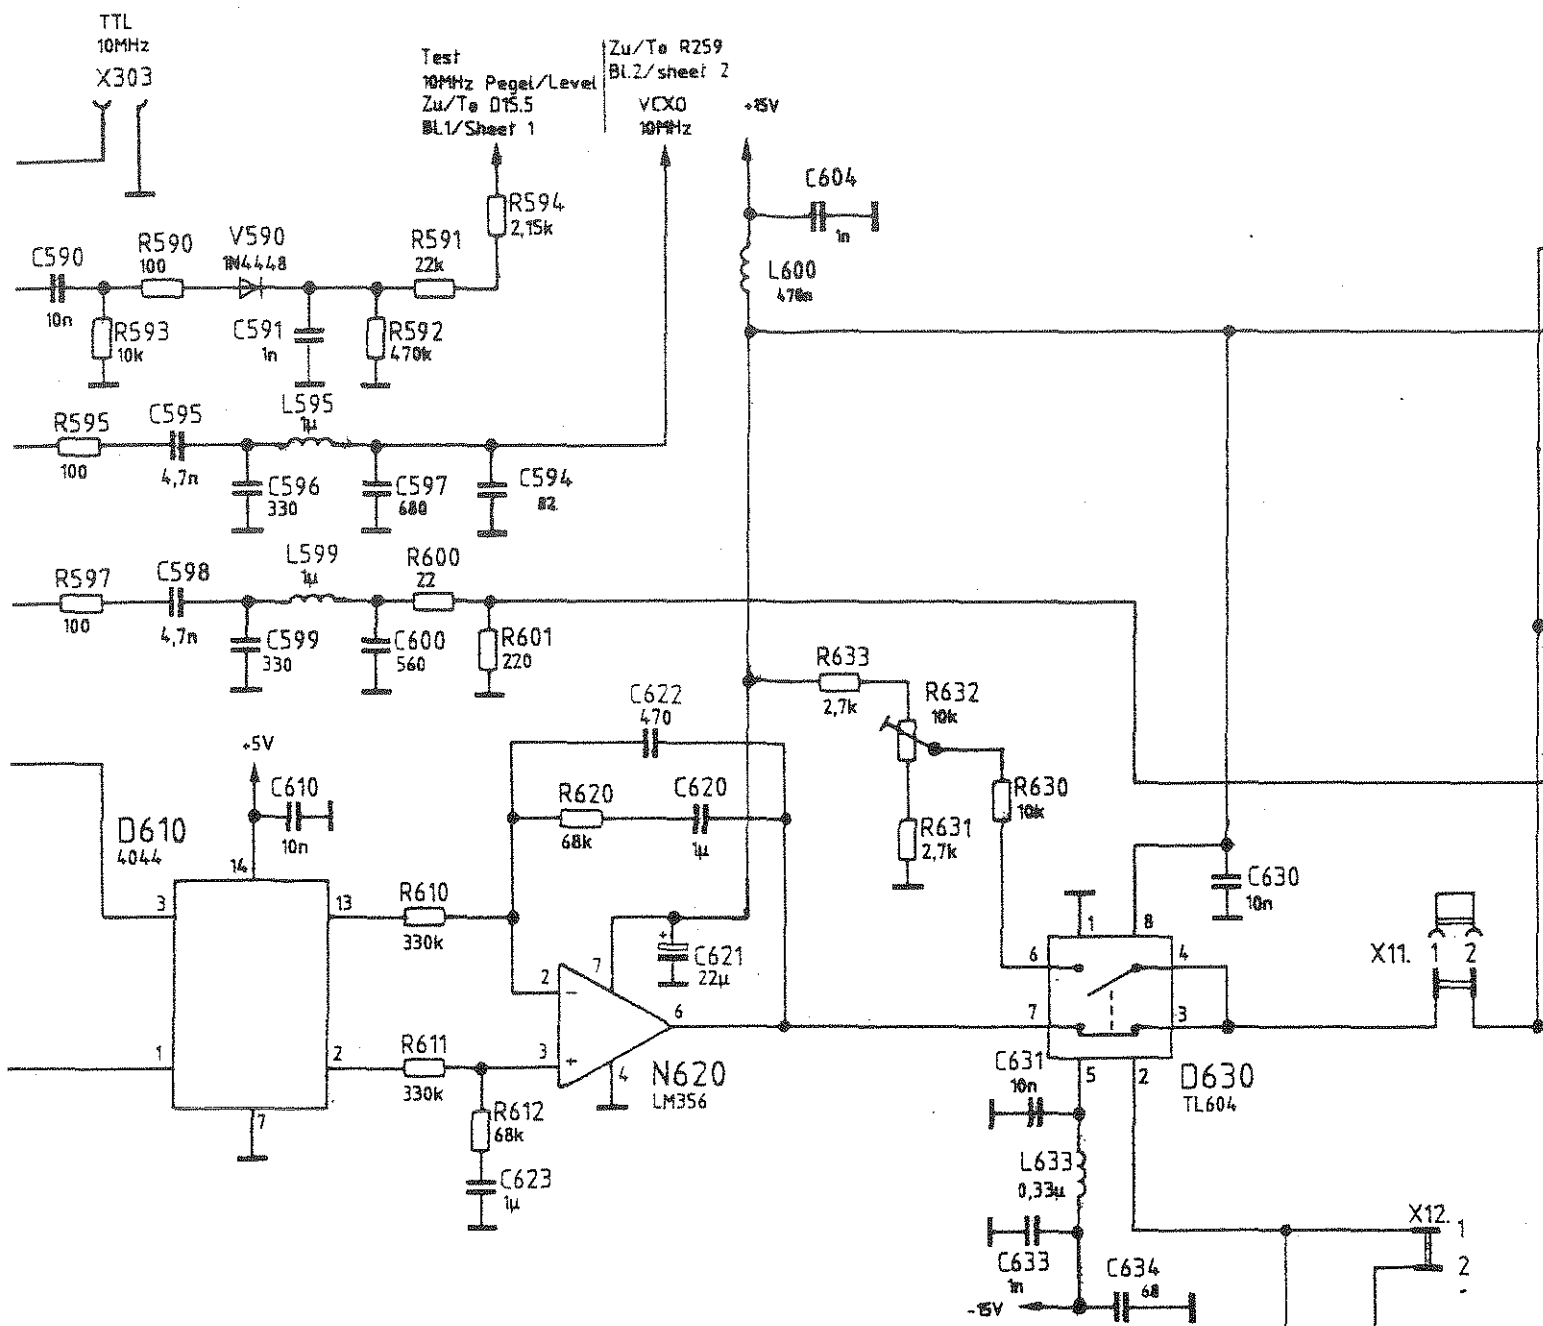 TTL
10MHz
X303
Test
10MHz Pegel/Level
Zu/To D15.5
Bl.1/Sheet 1
Zu/To R259
Bl.2/sheet 2
VCXO
10MHz
+15V
C604
1n
R594
2,15k
C590
10n
R590
100
V590
1N4448
R591
22k
L600
470n
R593
10k
C591
1n
R592
470k
R595
100
C595
4,7n
L595
1µ
C596
330
C597
680
C594
82
R597
100
C598
4,7n
L599
1µ
R600
22
C599
330
C600
560
R601
220
R633
2,7k
R632
10k
C622
470
+5V
C610
10n
R620
68k
C620
1µ
R630
10k
R631
2,7k
D610
4044
14
3
13
1
2
7
R610
330k
R611
330k
C621
+
22µ
2
-
7
3
+
4
6
N620
LM356
R612
68k
C623
1µ
C630
10n
1
8
6
4
7
3
5
2
D630
TL604
X11.
1
2
C631
10n
L633
0,33µ
C633
1n
C634
68
-15V
X12.
1
2